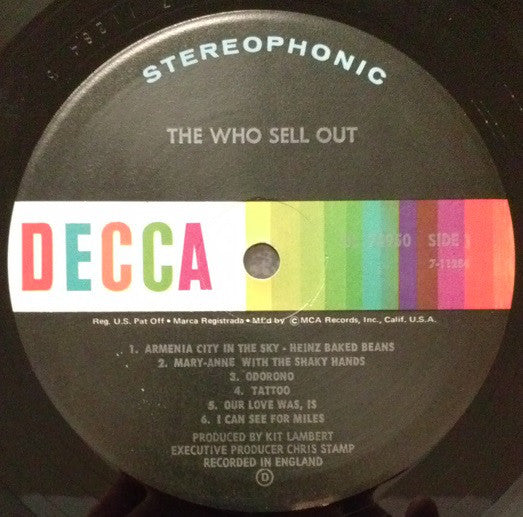 STEREOPHONIC
THE WHO SELL OUT
DECCA
SIDE 1
Reg. U.S. Pat Off • Marca Registrada • Mf'd by ©MCA Records, Inc., Calif. U.S.A.
1. ARMENIA CITY IN THE SKY - HEINZ BAKED BEANS
2. MARY-ANNE WITH THE SHAKY HANDS
3. ODORONO
4. TATTOO
5. OUR LOVE WAS, IS
6. I CAN SEE FOR MILES
PRODUCED BY KIT LAMBERT
EXECUTIVE PRODUCER CHRIS STAMP
RECORDED IN ENGLAND
D